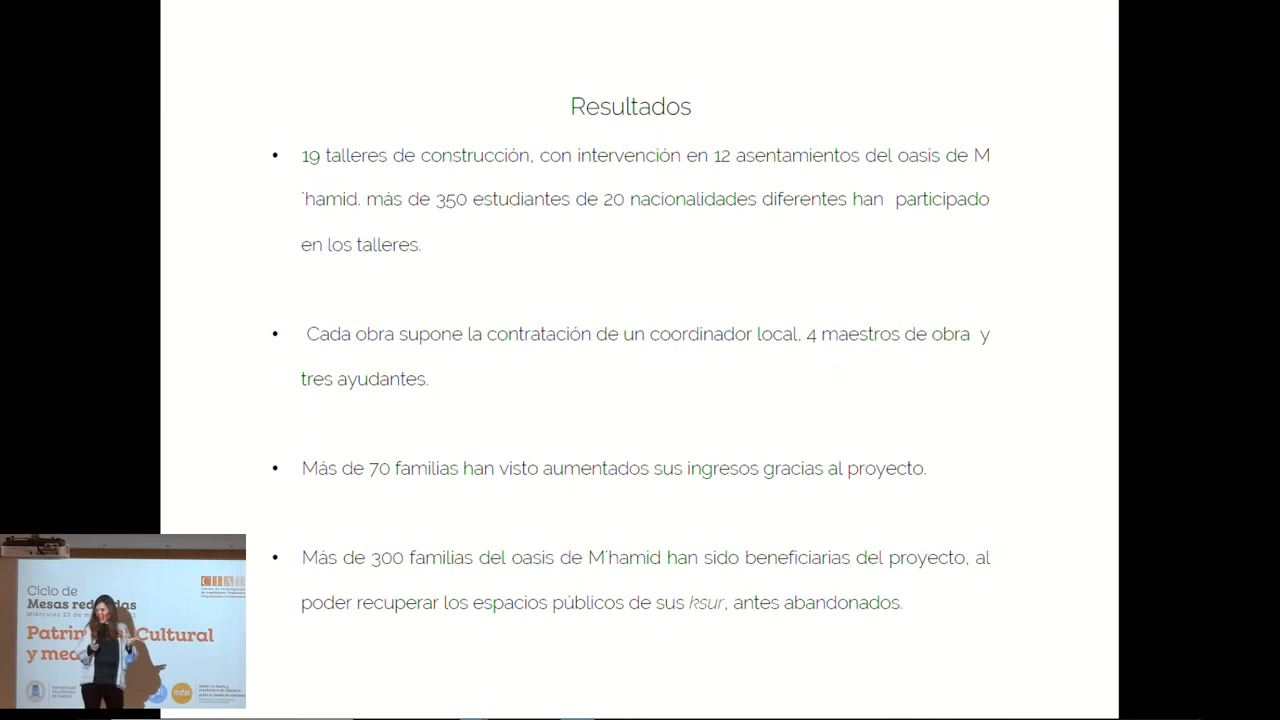 Resultados
• 19 talleres de construcción, con intervención en 12 asentamientos del oasis de M
´hamid. más de 350 estudiantes de 20 nacionalidades diferentes han participado
en los talleres.
• Cada obra supone la contratación de un coordinador local, 4 maestros de obra y
tres ayudantes.
• Más de 70 familias han visto aumentados sus ingresos gracias al proyecto.
• Más de 300 familias del oasis de M´hamid han sido beneficiarias del proyecto, al
poder recuperar los espacios públicos de sus ksur, antes abandonados.
Ciclo de
Mesas
Miércoles
Cultural
y